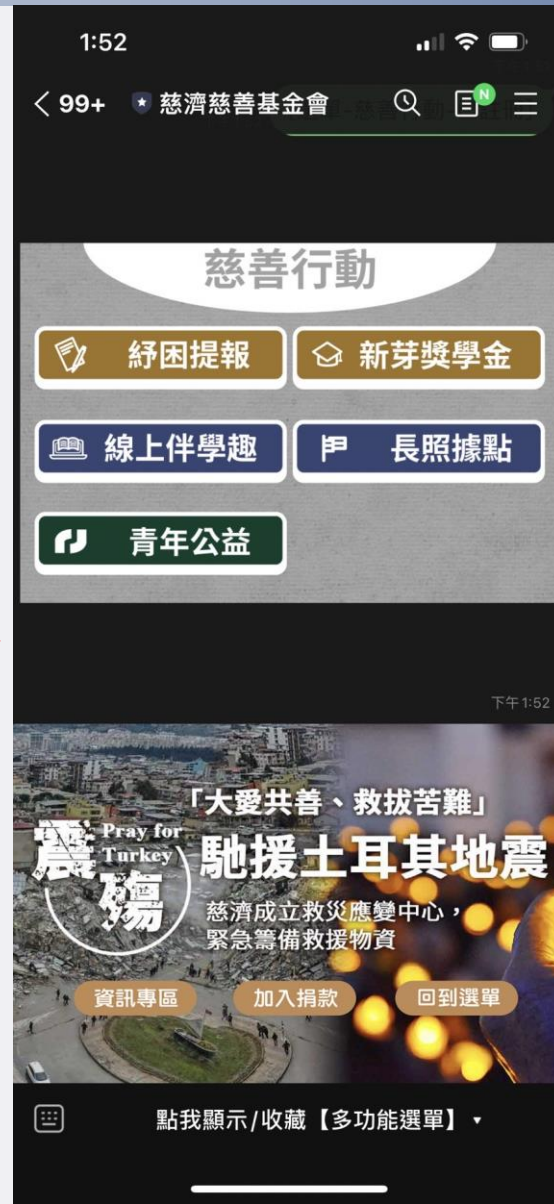 1:52
99+ 慈濟慈善基金會 N
慈善行動
紓困提報 新芽獎學金
線上伴學趣 長照據點
青年公益
下午 1:52
「大愛共善、救拔苦難」
Pray for
Turkey
震殤
馳援土耳其地震
慈濟成立救災應變中心，
緊急籌備救援物資
資訊專區 加入捐款 回到選單
點我顯示/收藏【多功能選單】